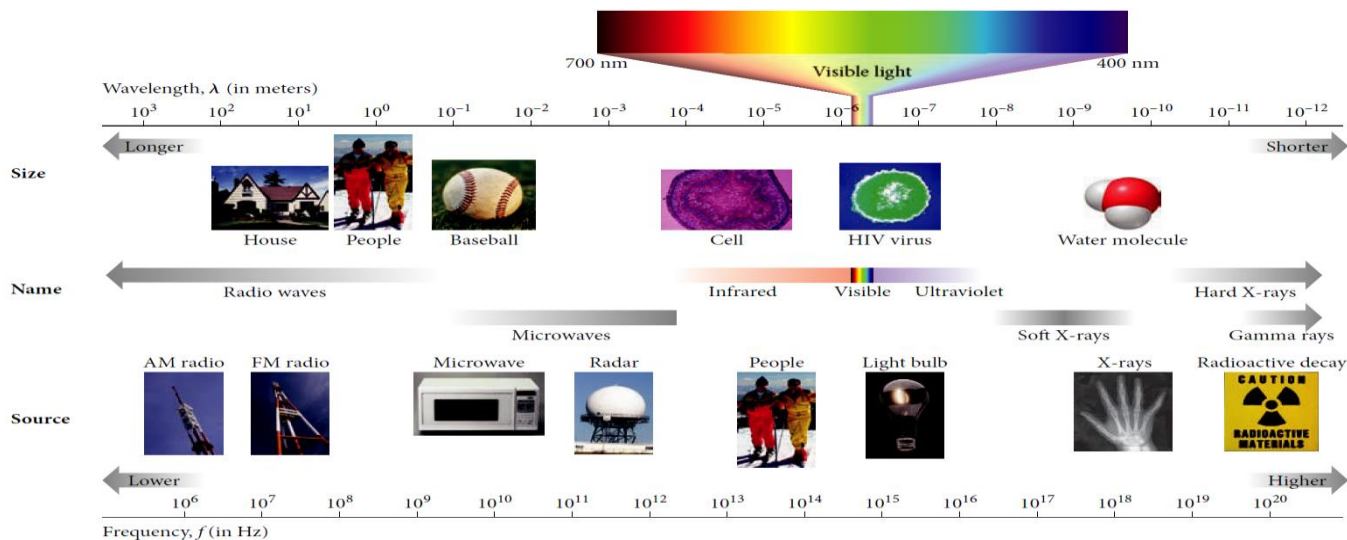 700 nm Visible light 400 nm
Wavelength, λ (in meters)
10³ 10² 10¹ 10⁰ 10⁻¹ 10⁻² 10⁻³ 10⁻⁴ 10⁻⁵ 10⁻⁶ 10⁻⁷ 10⁻⁸ 10⁻⁹ 10⁻¹⁰ 10⁻¹¹ 10⁻¹²
Longer Shorter
Size
House People Baseball Cell HIV virus Water molecule
Name
Radio waves Infrared Visible Ultraviolet Hard X-rays
Microwaves Soft X-rays Gamma rays
AM radio FM radio Microwave Radar People Light bulb X-rays Radioactive decay
CAUTION
Source
RADIOACTIVE
MATERIALS
Lower Higher
10⁶ 10⁷ 10⁸ 10⁹ 10¹⁰ 10¹¹ 10¹² 10¹³ 10¹⁴ 10¹⁵ 10¹⁶ 10¹⁷ 10¹⁸ 10¹⁹ 10²⁰
Frequency, f (in Hz)